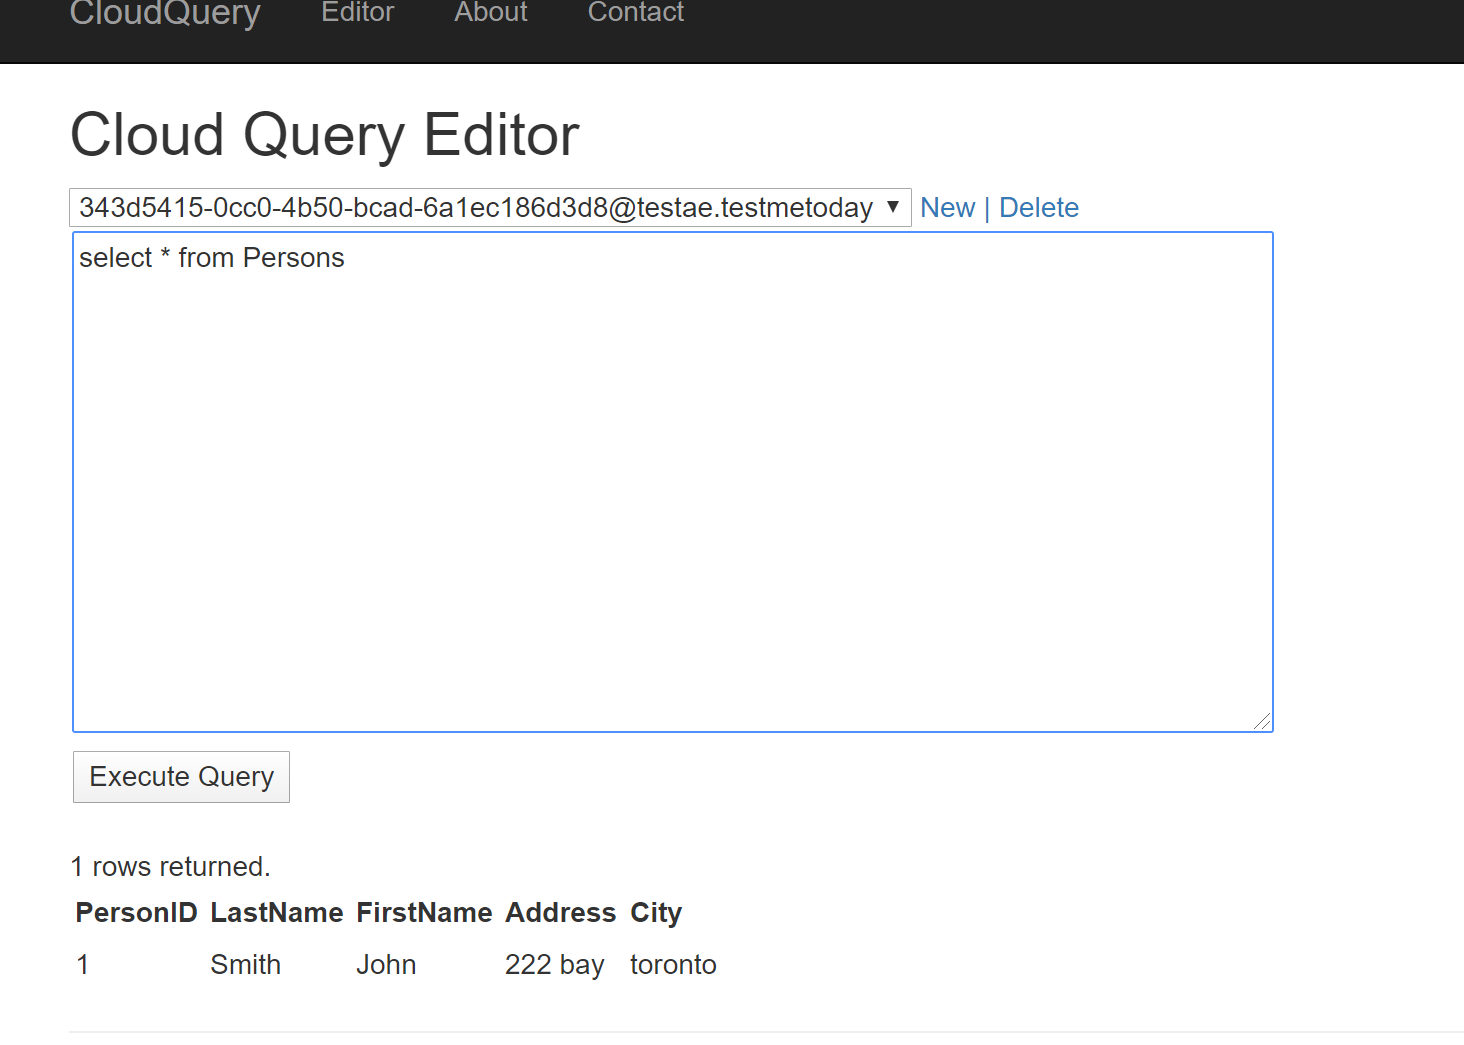 CloudQuery Editor About Contact
Cloud Query Editor
343d5415-0cc0-4b50-bcad-6a1ec186d3d8@testae.testmetoday New | Delete
select * from Persons
Execute Query
1 rows returned.
PersonID LastName FirstName Address City
1 Smith John 222 bay toronto